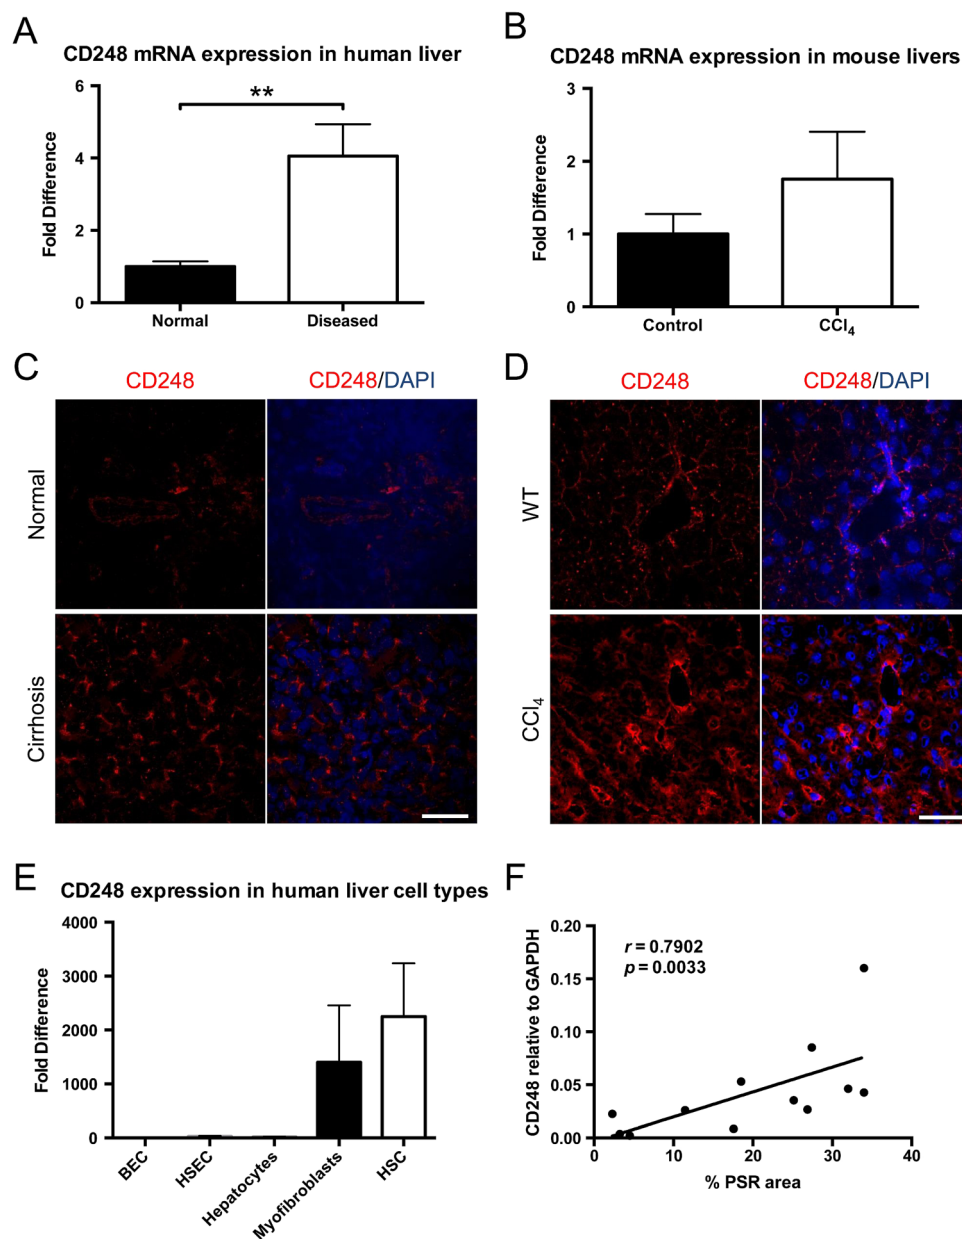 A
CD248 mRNA expression in human liver
Fold Difference
6
4
2
0
**
Normal
Diseased
B
CD248 mRNA expression in mouse livers
Fold Difference
3
2
1
0
Control
CCl₄
C
CD248
CD248/DAPI
Normal
Cirrhosis
D
CD248
CD248/DAPI
WT
CCl₄
E
CD248 expression in human liver cell types
Fold Difference
4000
3000
2000
1000
0
BEC
HSEC
Hepatocytes
Myofibroblasts
HSC
F
CD248 relative to GAPDH
0.20
0.15
0.10
0.05
0.00
r = 0.7902
p = 0.0033
0
10
20
30
40
% PSR area